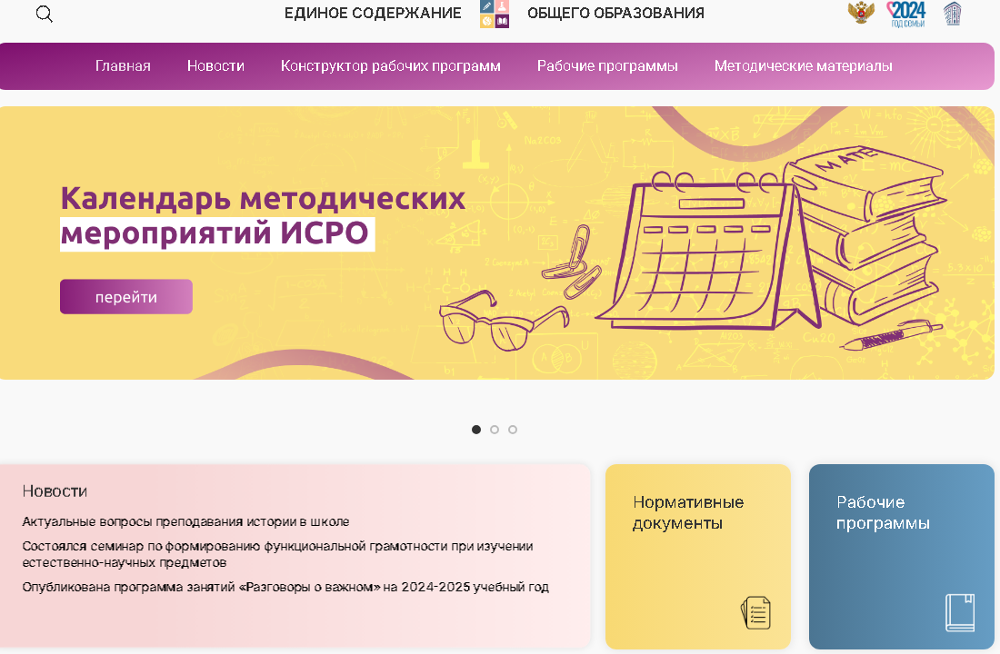 ЕДИНОЕ СОДЕРЖАНИЕ ОБЩЕГО ОБРАЗОВАНИЯ
2024
ГОД СЕМЬИ
Главная Новости Конструктор рабочих программ Рабочие программы Методические материалы
Календарь методических
мероприятий ИСРО
перейти
МАТЕ
Новости
Актуальные вопросы преподавания истории в школе
Состоялся семинар по формированию функциональной грамотности при изучении
естественно-научных предметов
Опубликована программа занятий «Разговоры о важном» на 2024-2025 учебный год
Нормативные
документы
Рабочие
программы